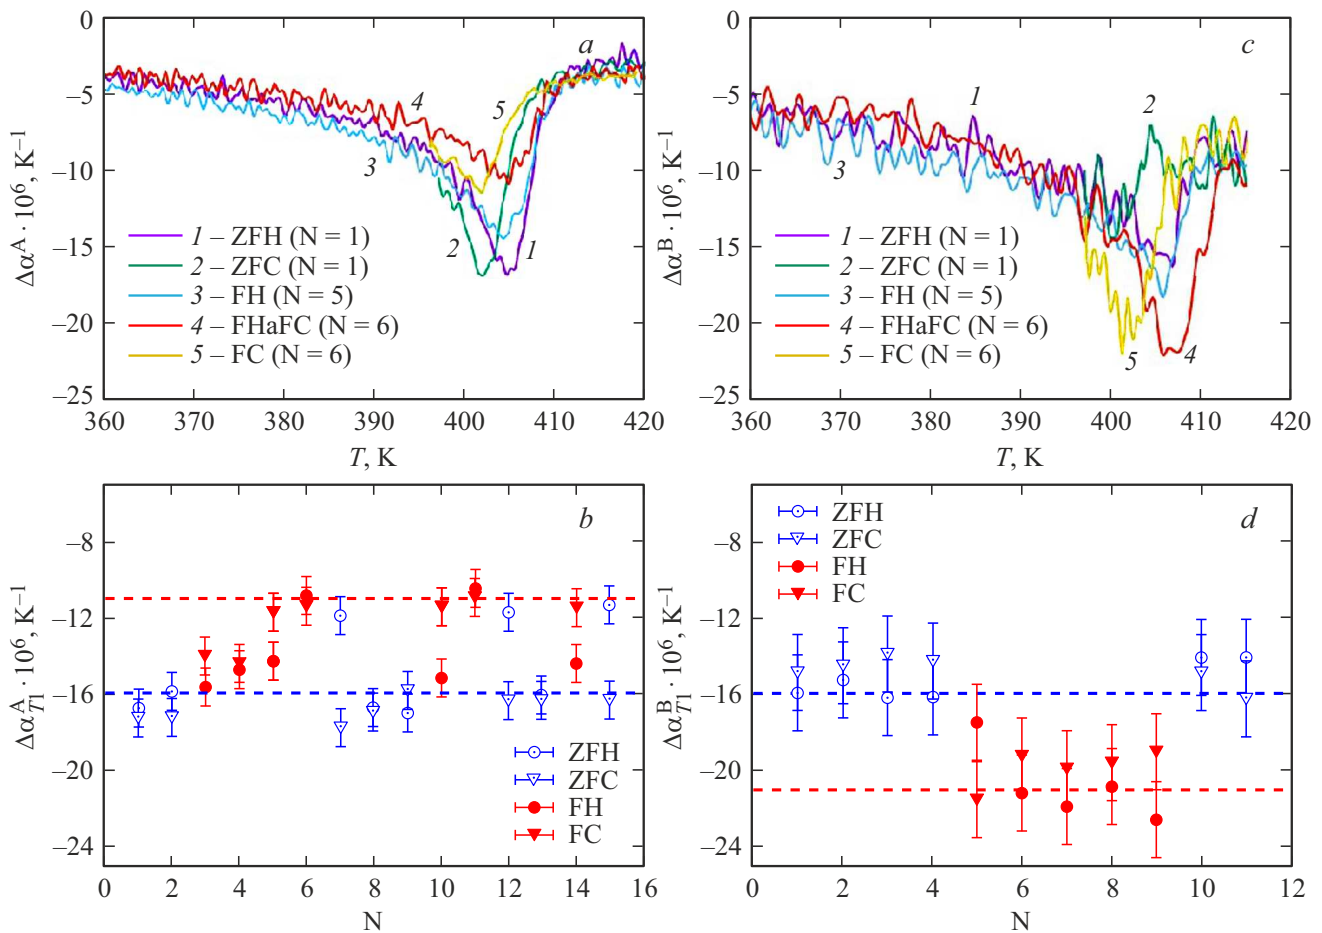 0
−5
−10
−15
−20
−25
Δα^A · 10^6, K^−1
a
4
5
3
2
1
1 – ZFH (N = 1)
2 – ZFC (N = 1)
3 – FH (N = 5)
4 – FHaFC (N = 6)
5 – FC (N = 6)
360 370 380 390 400 410 420
T, K
0
−5
−10
−15
−20
−25
Δα^B · 10^6, K^−1
c
1
2
3
5
4
1 – ZFH (N = 1)
2 – ZFC (N = 1)
3 – FH (N = 5)
4 – FHaFC (N = 6)
5 – FC (N = 6)
360 370 380 390 400 410 420
T, K
−8
−12
−16
−20
−24
Δα^A_T1 · 10^6, K^−1
b
ZFH
ZFC
FH
FC
0 2 4 6 8 10 12 14 16
N
−8
−12
−16
−20
−24
Δα^B_T1 · 10^6, K^−1
d
ZFH
ZFC
FH
FC
0 2 4 6 8 10 12
N